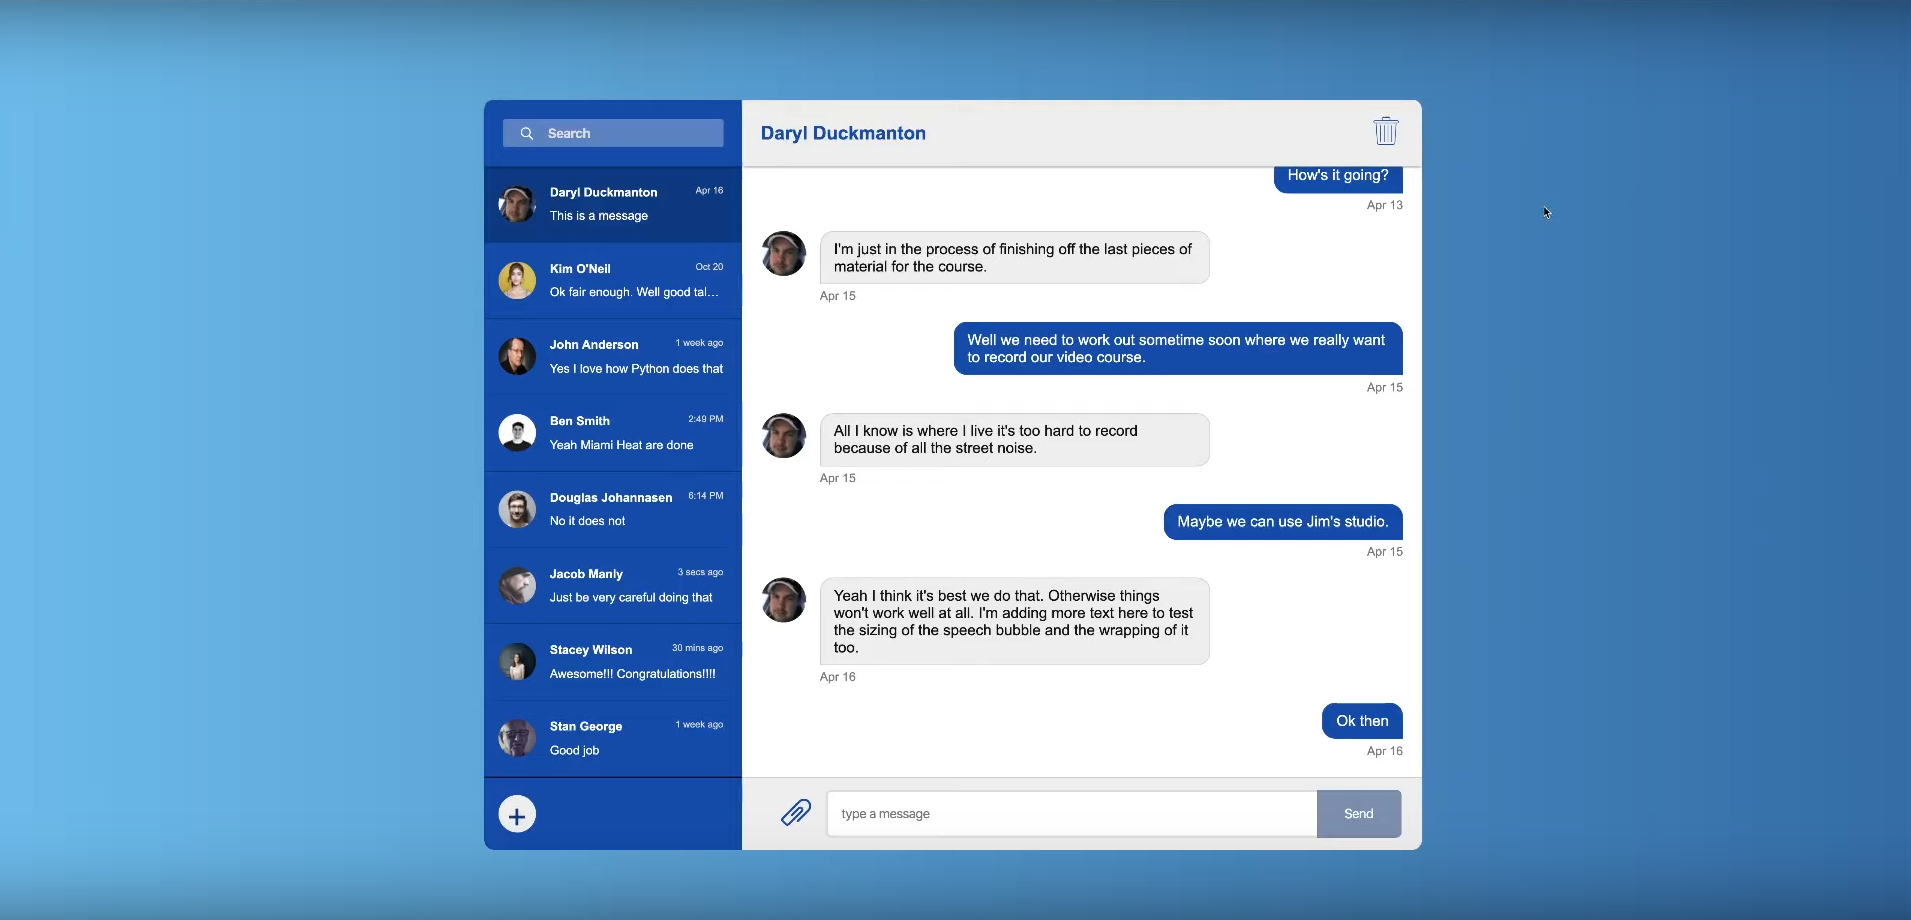 Search
Daryl Duckmanton
Apr 16
This is a message
Kim O'Neil
Oct 20
Ok fair enough. Well good tal...
John Anderson
1 week ago
Yes I love how Python does that
Ben Smith
2:49 PM
Yeah Miami Heat are done
Douglas Johannasen
6:14 PM
No it does not
Jacob Manly
3 secs ago
Just be very careful doing that
Stacey Wilson
30 mins ago
Awesome!!! Congratulations!!!!
Stan George
1 week ago
Good job
Daryl Duckmanton
How's it going?
Apr 13
I'm just in the process of finishing off the last pieces of
material for the course.
Apr 15
Well we need to work out sometime soon where we really want
to record our video course.
Apr 15
All I know is where I live it's too hard to record
because of all the street noise.
Apr 15
Maybe we can use Jim's studio.
Apr 15
Yeah I think it's best we do that. Otherwise things
won't work well at all. I'm adding more text here to test
the sizing of the speech bubble and the wrapping of it
too.
Apr 16
Ok then
Apr 16
type a message
Send